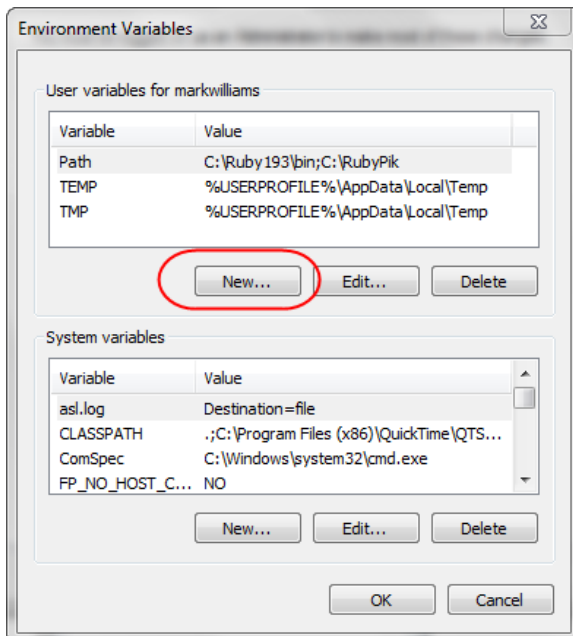 Environment Variables
User variables for markwilliams
Variable Value
Path C:\Ruby193\bin;C:\RubyPik
TEMP %USERPROFILE%\AppData\Local\Temp
TMP %USERPROFILE%\AppData\Local\Temp
New... Edit... Delete
System variables
Variable Value
asl.log Destination=file
CLASSPATH .;C:\Program Files (x86)\QuickTime\QTS...
ComSpec C:\Windows\system32\cmd.exe
FP_NO_HOST_C... NO
New... Edit... Delete
OK Cancel